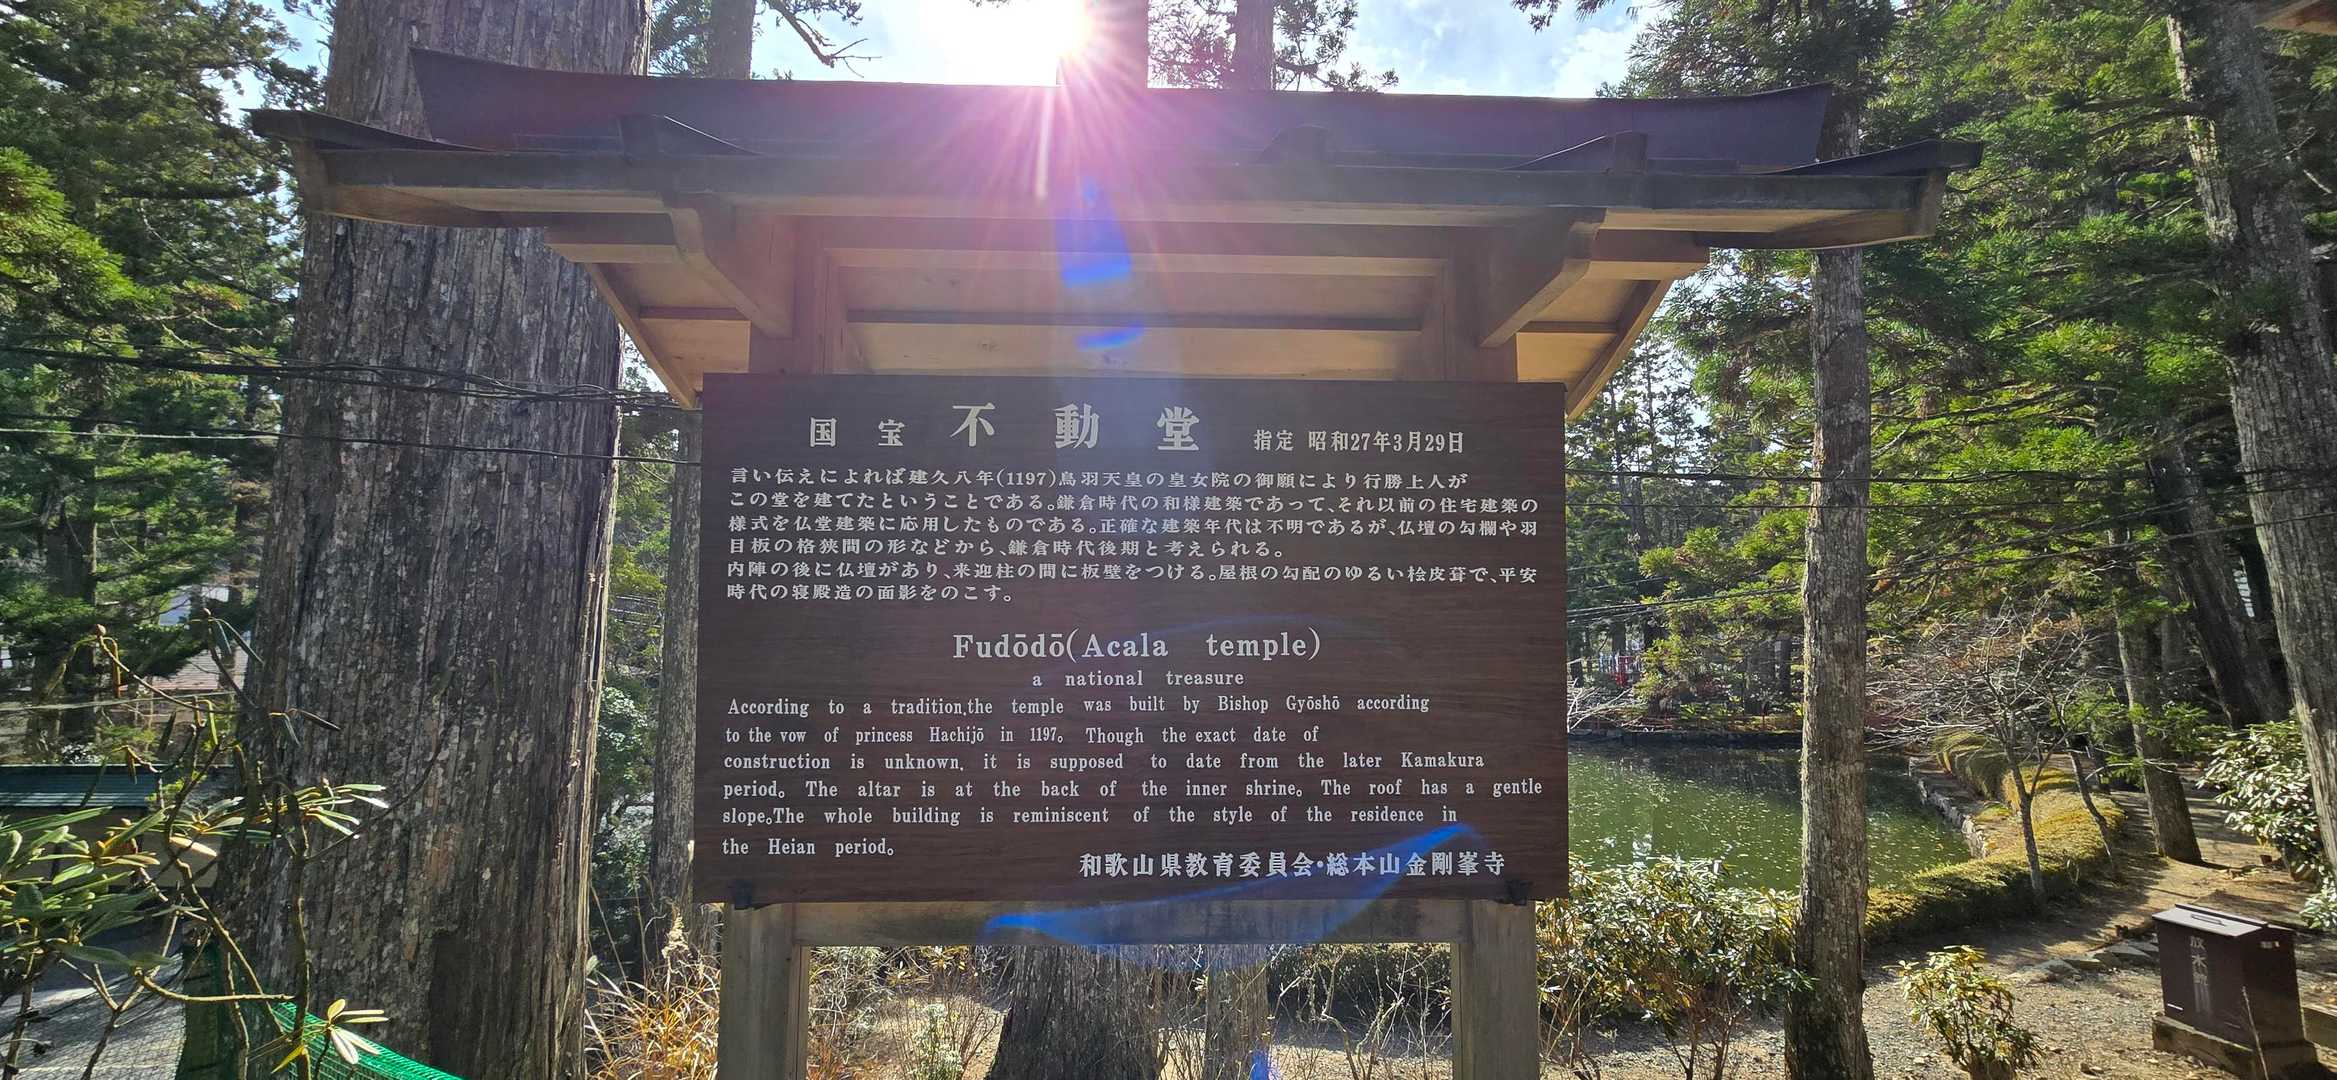 国宝 不動堂 指定 昭和27年3月29日
言い伝えによれば建久八年(1197)鳥羽天皇の皇女院の御願により行勝上人が
この堂を建てたということである。鎌倉時代の和様建築であって、それ以前の住宅建築の
様式を仏堂建築に応用したものである。正確な建築年代は不明であるが、仏壇の勾欄や羽
目板の格狭間の形などから、鎌倉時代後期と考えられる。
内陣の後に仏壇があり、来迎柱の間に板壁をつける。屋根の勾配のゆるい桧皮葺で、平安
時代の寝殿造の面影をのこす。
Fudōdō(Acala temple)
a national treasure
According to a tradition,the temple was built by Bishop Gyōshō according
to the vow of princess Hachijō in 1197。 Though the exact date of
construction is unknown, it is supposed to date from the later Kamakura
period。 The altar is at the back of the inner shrine。 The roof has a gentle
slope。The whole building is reminiscent of the style of the residence in
the Heian period。
和歌山県教育委員会・総本山金剛峯寺